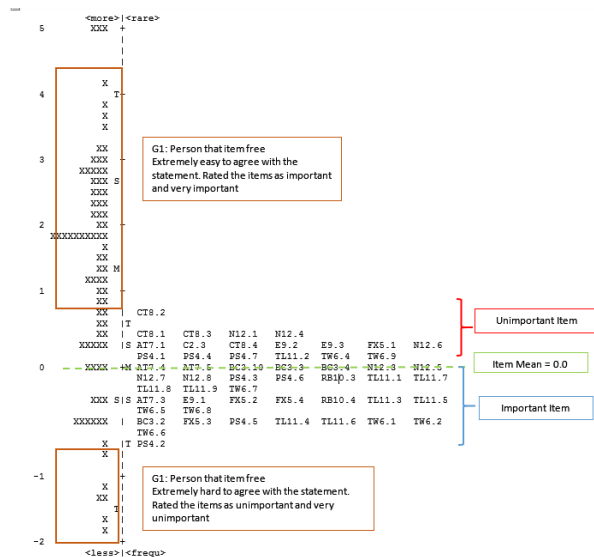 <more>|<rare>
5 XXX +
X |
4 X T+
X |
X |
X |
XX |
3 XXX +
XXXXX |
XXX S|
XXX |
XXX |
XX |
2 XX +
XXXXXXXXXX |
X |
XX |
XX M|
XXXX |
1 XX +
XX |
XX | CT8.2
XX |T
XX | CT8.1 CT8.3 N12.1 N12.4
XXXXX |S AT7.1 C2.3 CT8.4 E9.2 E9.3 FX5.1 N12.6
PS4.1 PS4.4 PS4.7 TL11.2 TW6.4 TW6.9
0 XXXX +M AT7.4 AT7.5 BC3.10 BC3.3 BC3.4 N12.3 N12.5
N12.7 N12.8 PS4.3 PS4.6 RB10.3 TL11.1 TL11.7
TL11.8 TL11.9 TW6.7
XXX S|S AT7.3 E9.1 FX5.2 FX5.4 RB10.4 TL11.3 TL11.5
TW6.5 TW6.8
XXXXXX | BC3.2 FX5.3 PS4.5 TL11.4 TL11.6 TW6.1 TW6.2
TW6.6
X |T PS4.2
X |
-1 +
X |
XX |
T|
X |
X |
-2 +
<less>|<frequ>
G1: Person that item free
Extremely easy to agree with the
statement. Rated the items as important
and very important
Unimportant Item
Item Mean = 0.0
Important Item
G1: Person that item free
Extremely hard to agree with the statement.
Rated the items as unimportant and very
unimportant